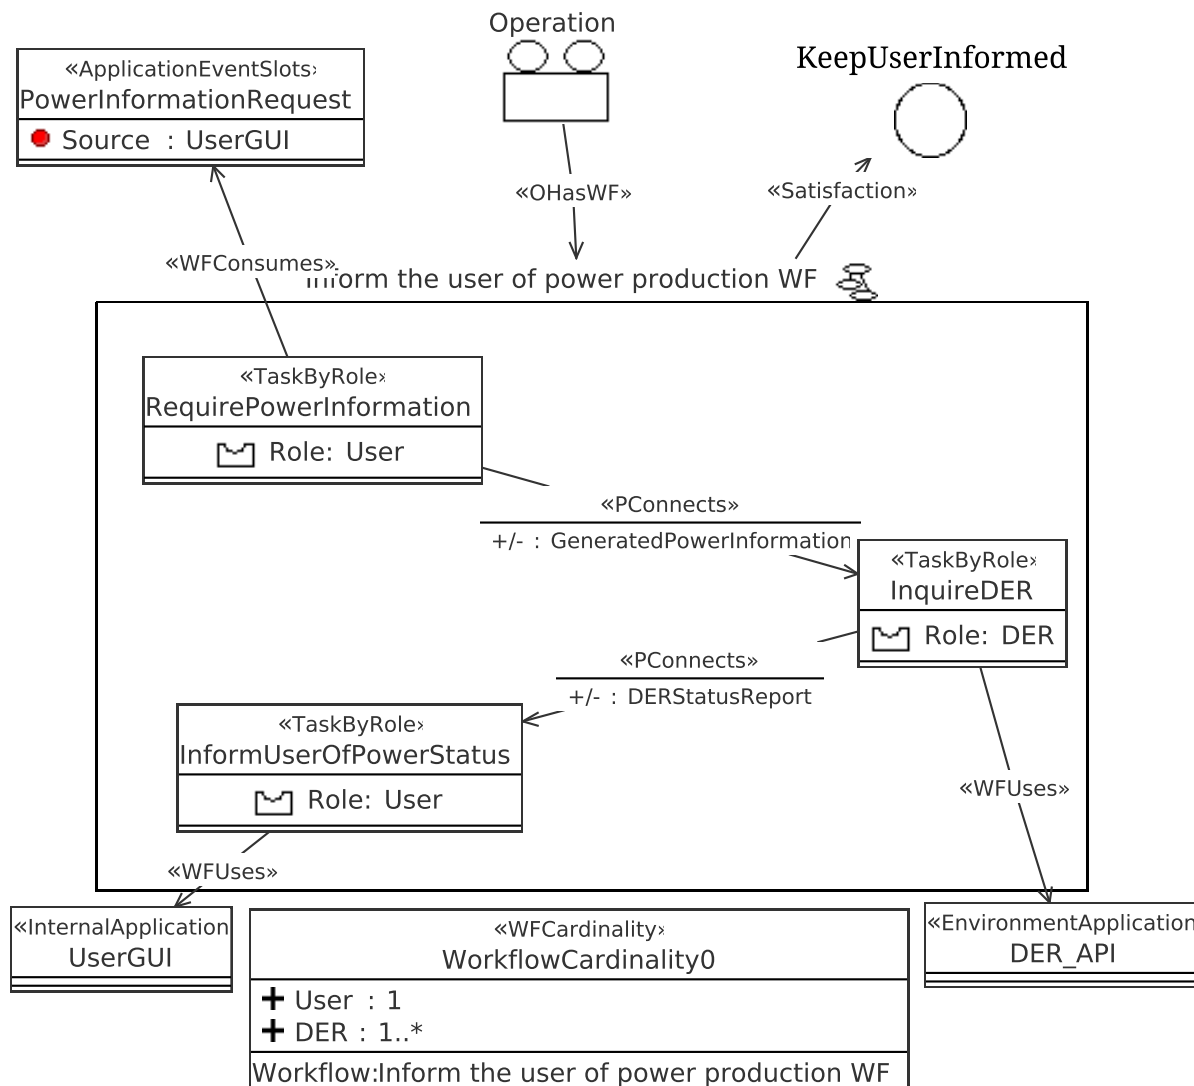 Operation
KeepUserInformed
«ApplicationEventSlots»
PowerInformationRequest
Source : UserGUI
«OHasWF»
«Satisfaction»
«WFConsumes»
Inform the user of power production WF
«TaskByRole»
RequirePowerInformation
Role: User
«PConnects»
+/- : GeneratedPowerInformation
«TaskByRole»
InquireDER
Role: DER
«PConnects»
+/- : DERStatusReport
«TaskByRole»
InformUserOfPowerStatus
Role: User
«WFUses»
«WFUses»
«InternalApplication
UserGUI
«WFCardinality»
WorkflowCardinality0
+ User : 1
+ DER : 1..*
Workflow:Inform the user of power production WF
«EnvironmentApplication
DER_API